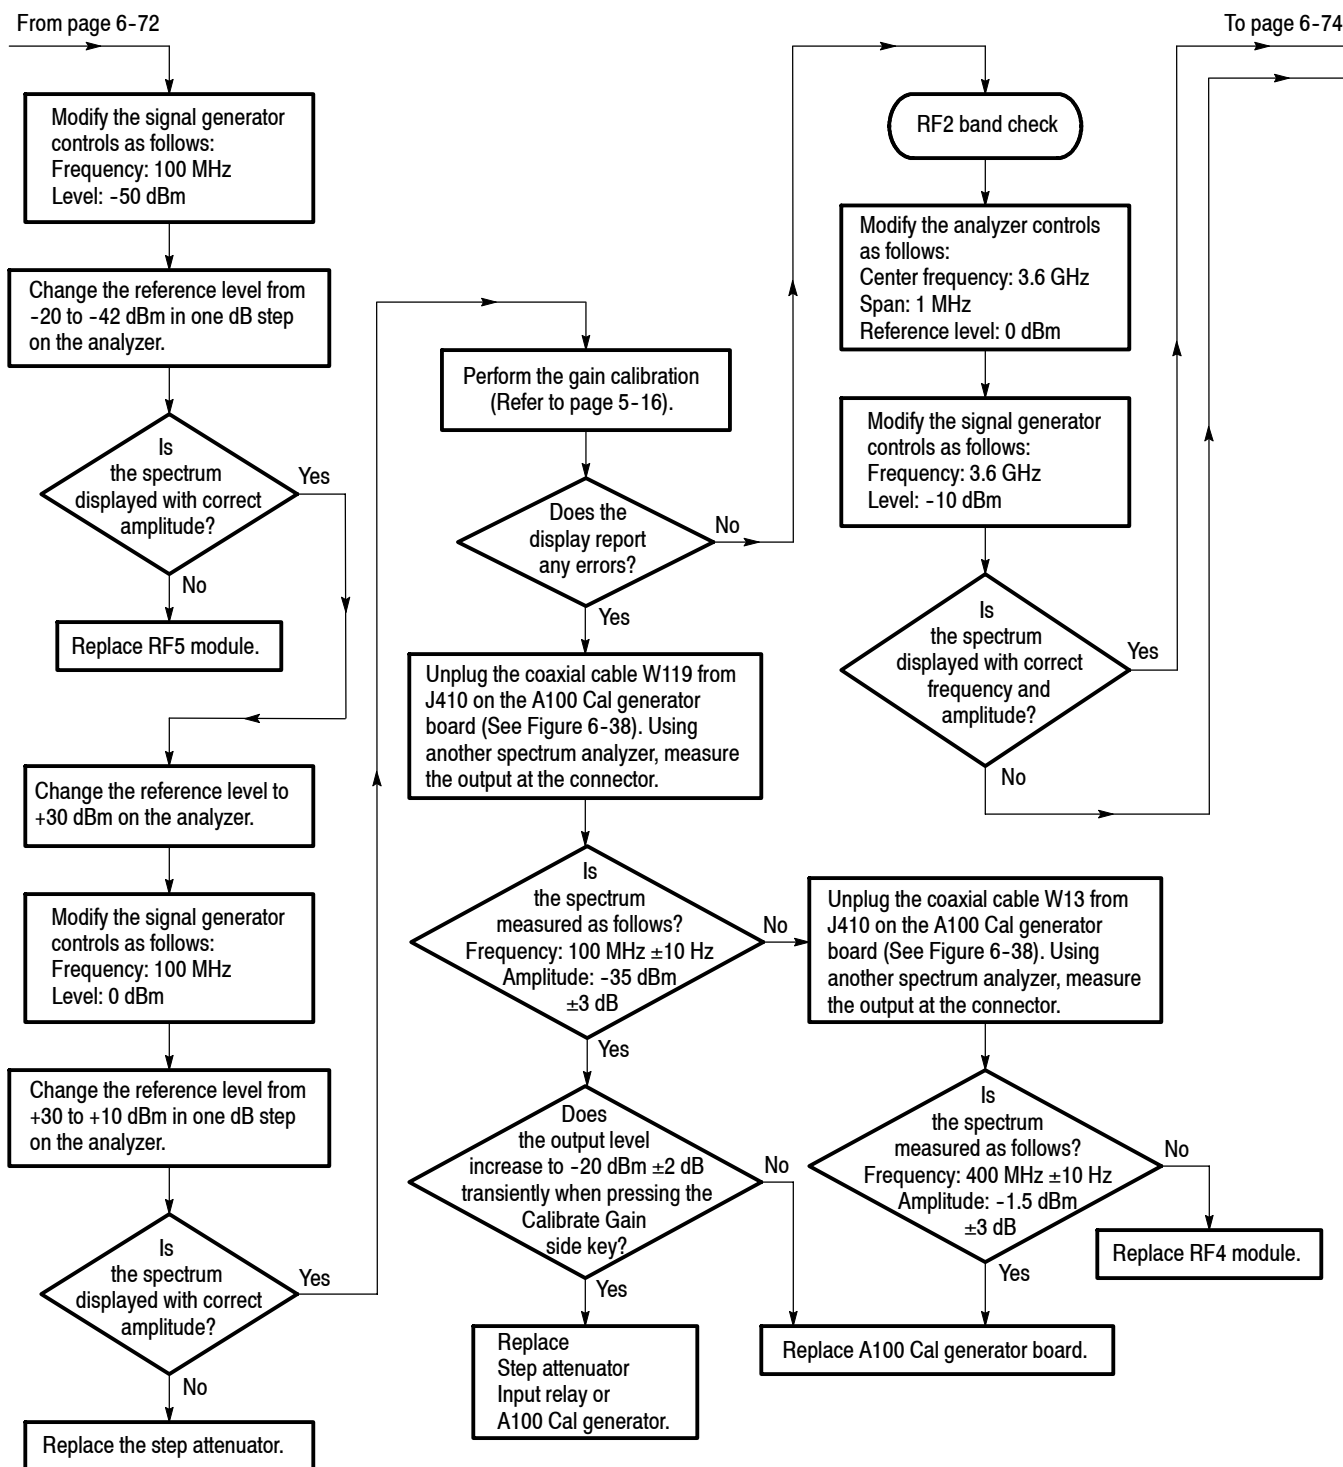 From page 6-72
Modify the signal generator
controls as follows:
Frequency: 100 MHz
Level: -50 dBm
Change the reference level from
-20 to -42 dBm in one dB step
on the analyzer.
Is
the spectrum
displayed with correct
amplitude?
Yes
No
Replace RF5 module.
Change the reference level to
+30 dBm on the analyzer.
Modify the signal generator
controls as follows:
Frequency: 100 MHz
Level: 0 dBm
Change the reference level from
+30 to +10 dBm in one dB step
on the analyzer.
Is
the spectrum
displayed with correct
amplitude?
Yes
No
Replace the step attenuator.
Perform the gain calibration
(Refer to page 5-16).
Does the
display report
any errors?
No
Yes
Unplug the coaxial cable W119 from
J410 on the A100 Cal generator
board (See Figure 6-38). Using
another spectrum analyzer, measure
the output at the connector.
Is
the spectrum
measured as follows?
Frequency: 100 MHz ±10 Hz
Amplitude: -35 dBm
±3 dB
No
Yes
Does
the output level
increase to -20 dBm ±2 dB
transiently when pressing the
Calibrate Gain
side key?
No
Yes
Replace
Step attenuator
Input relay or
A100 Cal generator.
To page 6-74
RF2 band check
Modify the analyzer controls
as follows:
Center frequency: 3.6 GHz
Span: 1 MHz
Reference level: 0 dBm
Modify the signal generator
controls as follows:
Frequency: 3.6 GHz
Level: -10 dBm
Is
the spectrum
displayed with correct
frequency and
amplitude?
Yes
No
Unplug the coaxial cable W13 from
J410 on the A100 Cal generator
board (See Figure 6-38). Using
another spectrum analyzer, measure
the output at the connector.
Is
the spectrum
measured as follows?
Frequency: 400 MHz ±10 Hz
Amplitude: -1.5 dBm
±3 dB
No
Yes
Replace RF4 module.
Replace A100 Cal generator board.